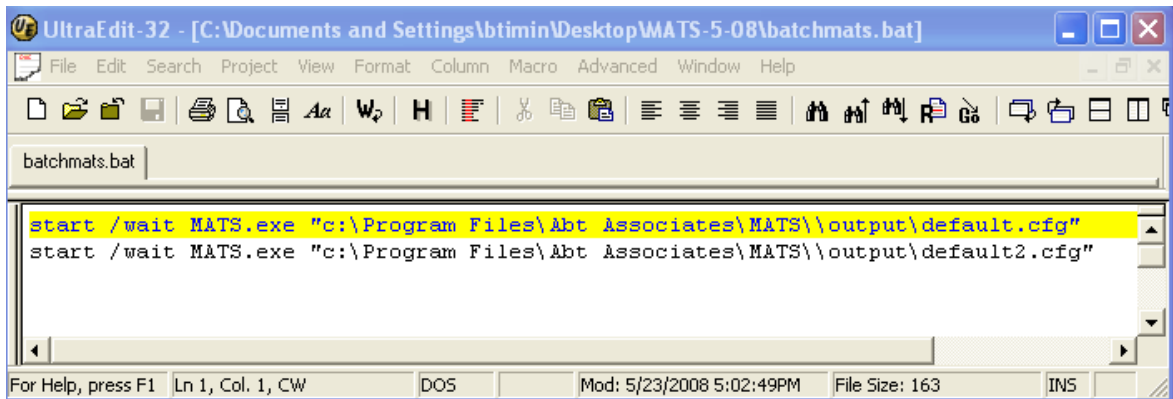 UltraEdit-32 - [C:\Documents and Settings\btimin\Desktop\MATS-5-08\batchmats.bat]
File Edit Search Project View Format Column Macro Advanced Window Help
batchmats.bat
start /wait MATS.exe "c:\Program Files\Abt Associates\MATS\\output\default.cfg"
start /wait MATS.exe "c:\Program Files\Abt Associates\MATS\\output\default2.cfg"
For Help, press F1 Ln 1, Col. 1, CW DOS Mod: 5/23/2008 5:02:49PM File Size: 163 INS